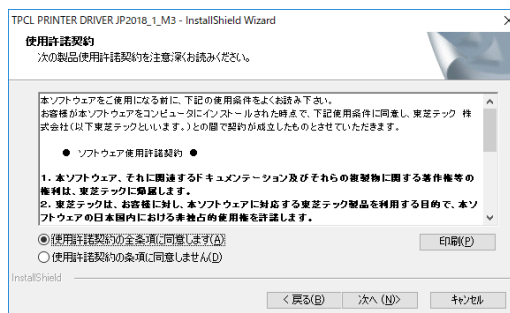 TPCL PRINTER DRIVER JP2018_1_M3 - InstallShield Wizard
使用許諾契約
次の製品使用許諾契約を注意深くお読みください。
本ソフトウェアをご使用になる前に、下記の使用条件をよくお読み下さい。
お客様が本ソフトウェアをコンピュータにインストールされた時点で、下記使用条件に同意し、東芝テック 株
式会社(以下東芝テックといいます。)との間で契約が成立したものとさせていただきます。
● ソフトウェア使用許諾契約 ●
1. 本ソフトウェア、それに関連するドキュメンテーション及びそれらの複製物に関する著作権等の
権利は、東芝テックに帰属します。
2. 東芝テックは、お客様に対し、本ソフトウェアに対応する東芝テック製品を利用する目的で、本ソ
フトウェアの日本国内における非独占的使用権を許諾します。
使用許諾契約の全条項に同意します(A)
印刷(P)
使用許諾契約の条項に同意しません(D)
InstallShield
< 戻る(B)
次へ (N)>
キャンセル